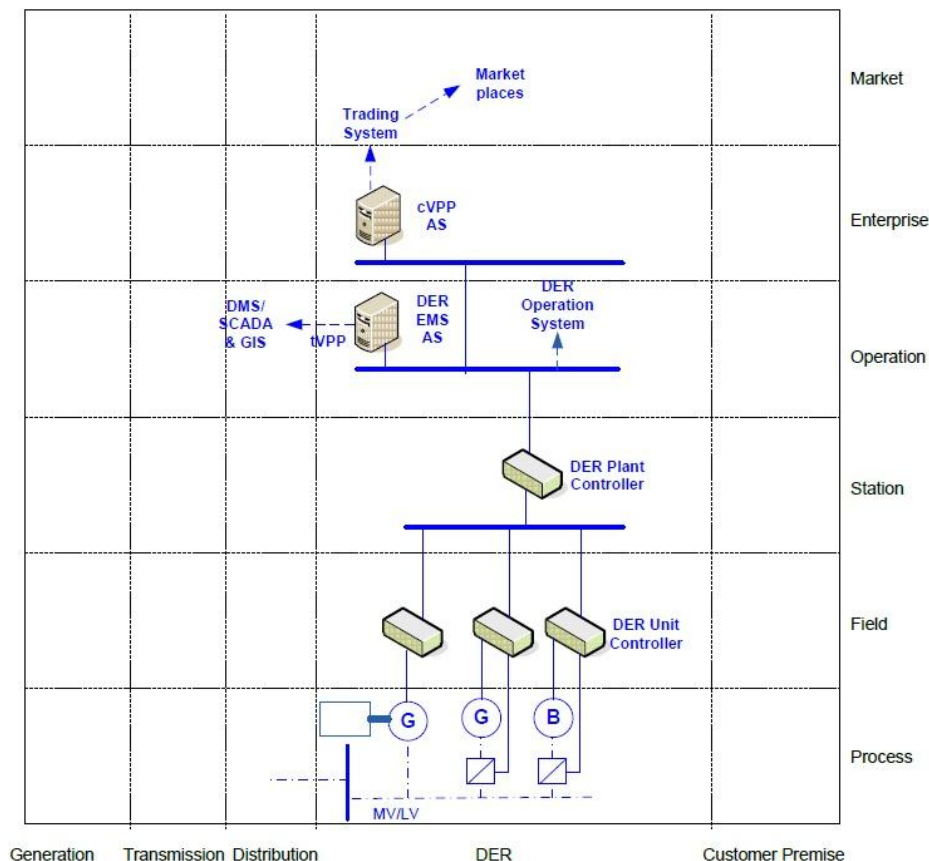 Market
places
Trading
System
Market
cVPP
AS
Enterprise
DMS/
SCADA
& GIS
tVPP
DER
EMS
AS
DER
Operation
System
Operation
DER Plant
Controller
Station
DER Unit
Controller
Field
G
G
B
Process
MV/LV
Generation
Transmission
Distribution
DER
Customer Premise